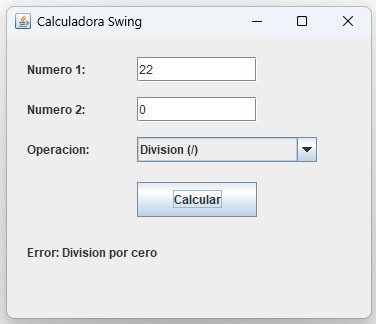 Calculadora Swing
Numero 1: 22
Numero 2: 0
Operacion: Division (/)
Calcular
Error: Division por cero